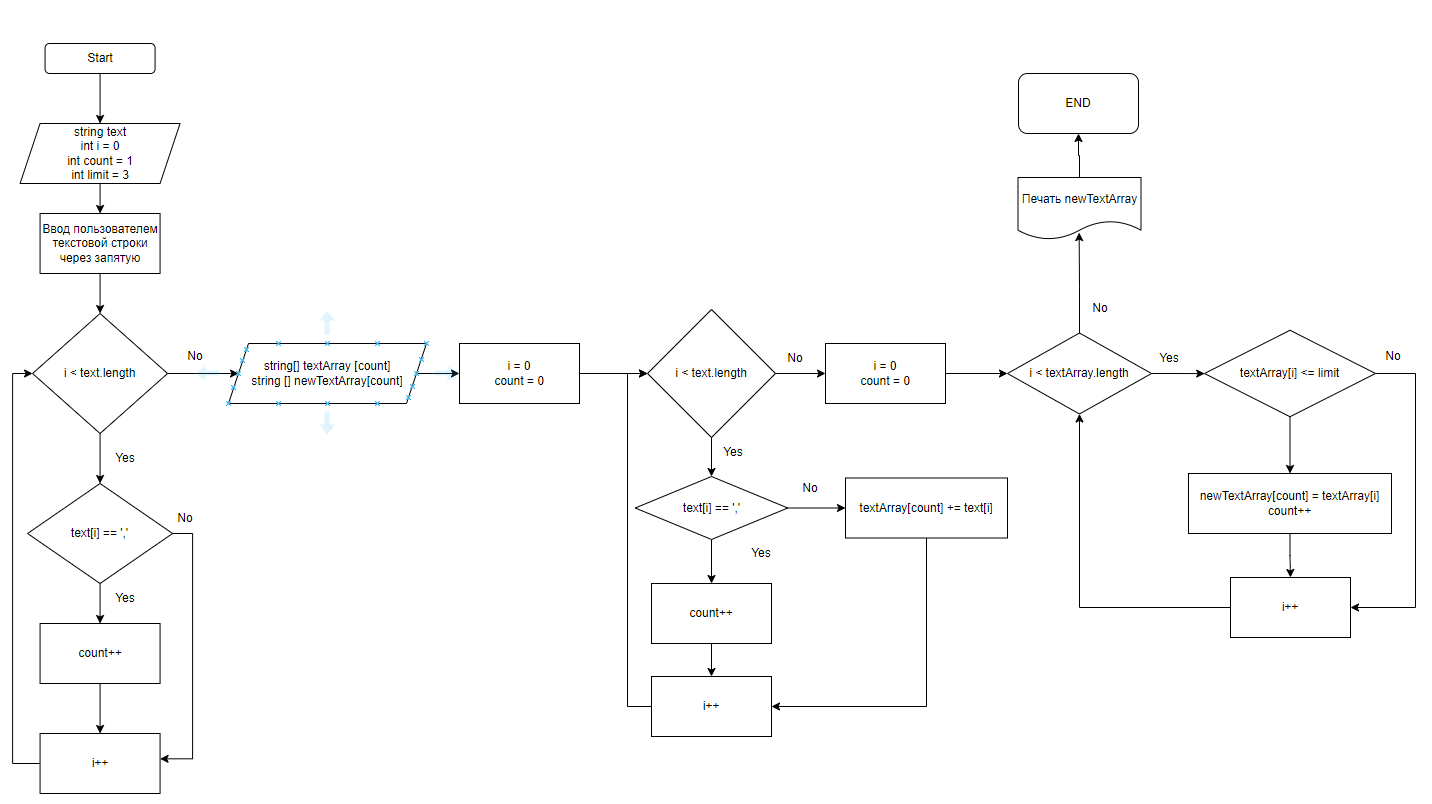 Start
string text
int i = 0
int count = 1
int limit = 3
Ввод пользователем
текстовой строки
через запятую
i < text.length
No
Yes
text[i] == ','
No
Yes
count++
i++
string[] textArray [count]
string [] newTextArray[count]
i = 0
count = 0
i < text.length
No
Yes
text[i] == ','
No
textArray[count] += text[i]
Yes
count++
i++
i = 0
count = 0
i < textArray.length
No
Печать newTextArray
END
Yes
textArray[i] <= limit
No
newTextArray[count] = textArray[i]
count++
i++